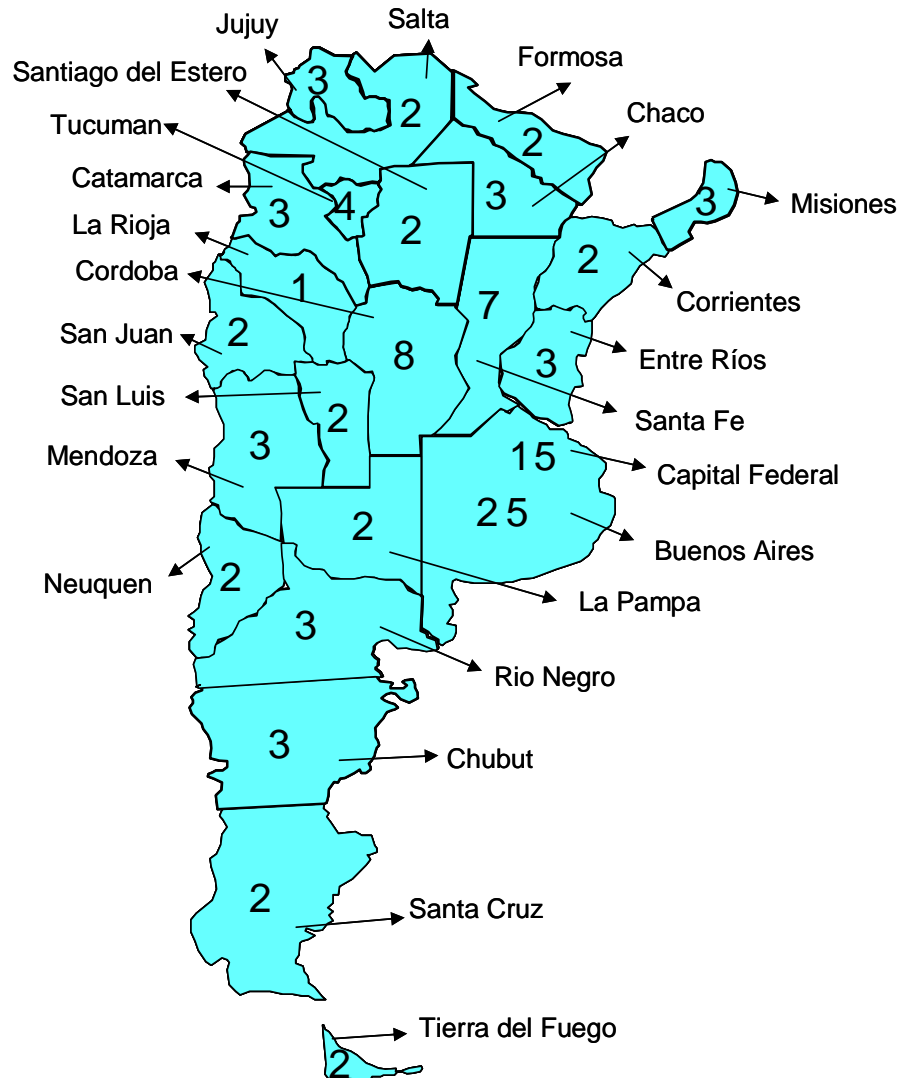 Salta
Jujuy
Formosa
Santiago del Estero
3
2
Chaco
Tucuman
2
Catamarca
3
3
Misiones
4
3
La Rioja
2
2
Cordoba
1
7
Corrientes
San Juan
2
8
3
Entre Ríos
San Luis
2
Santa Fe
3
Mendoza
15
Capital Federal
25
2
Buenos Aires
Neuquen
2
La Pampa
3
Rio Negro
3
Chubut
2
Santa Cruz
Tierra del Fuego
2